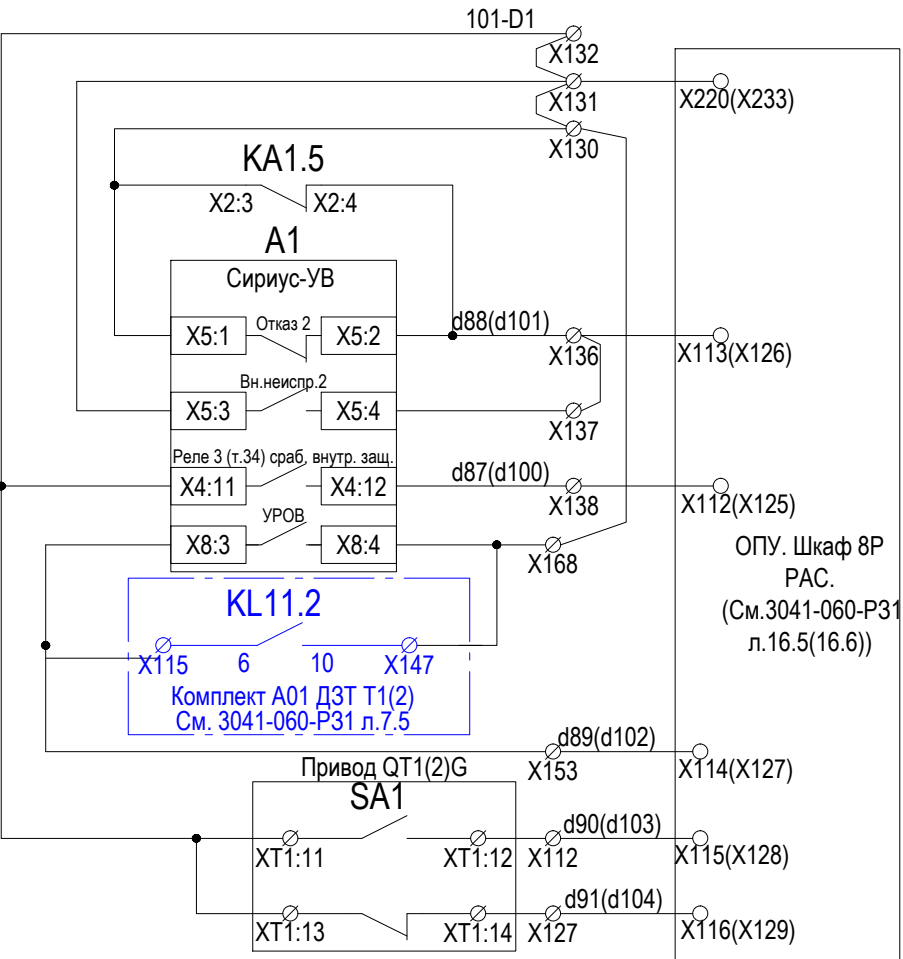 101-D1
X132
X131
X220(X233)
X130
KA1.5
X2:3
X2:4
A1
Сириус-УВ
X5:1
Отказ 2
X5:2
d88(d101)
X136
X113(X126)
Вн.неиспр.2
X5:3
X5:4
X137
Реле 3 (т.34) сраб. внутр. защ.
X4:11
X4:12
d87(d100)
X138
X112(X125)
УРОВ
X8:3
X8:4
X168
ОПУ. Шкаф 8Р
РАС.
(См.3041-060-РЗ1
л.16.5(16.6))
KL11.2
X115
6
10
X147
Комплект А01 ДЗТ Т1(2)
См. 3041-060-РЗ1 л.7.5
d89(d102)
X153
X114(X127)
Привод QT1(2)G
SA1
XT1:11
XT1:12
X112
d90(d103)
X115(X128)
XT1:13
XT1:14
X127
d91(d104)
X116(X129)